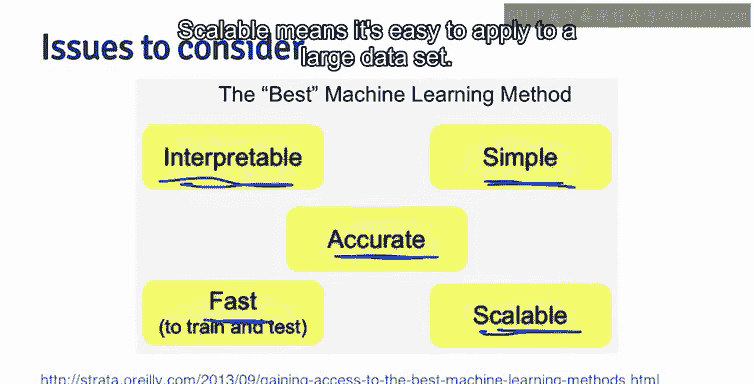 Scalable means it's easy to apply to a
large data set.
Issues to consider
The “Best” Machine Learning Method
Interpretable
Simple
Accurate
Fast
(to train and test)
Scalable
http://strata.oreilly.com/2013/09/gaining-access-to-the-best-machine-learning-methods.html